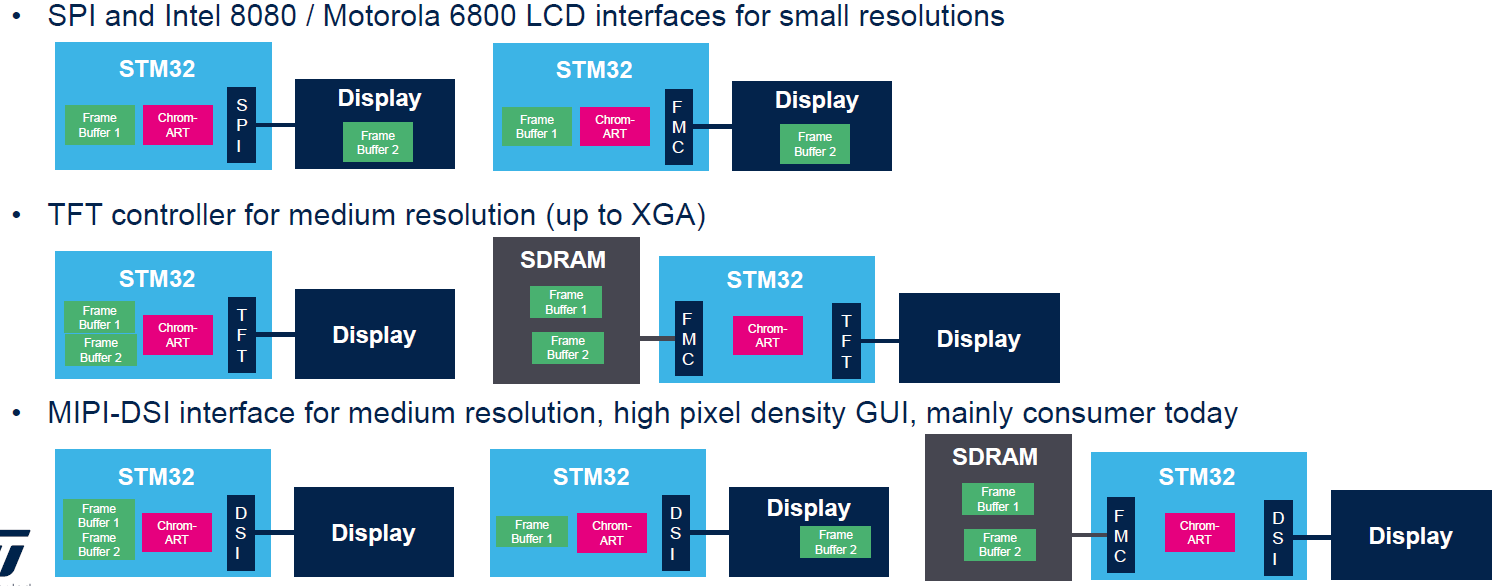 • SPI and Intel 8080 / Motorola 6800 LCD interfaces for small resolutions
STM32
Frame
Buffer 1
Chrom-
ART
S
P
I
Display
Frame
Buffer 2
STM32
Frame
Buffer 1
Chrom-
ART
F
M
C
Display
Frame
Buffer 2
• TFT controller for medium resolution (up to XGA)
STM32
Frame
Buffer 1
Frame
Buffer 2
Chrom-
ART
T
F
T
Display
SDRAM
Frame
Buffer 1
Frame
Buffer 2
STM32
F
M
C
Chrom-
ART
T
F
T
Display
• MIPI-DSI interface for medium resolution, high pixel density GUI, mainly consumer today
STM32
Frame
Buffer 1
Frame
Buffer 2
Chrom-
ART
D
S
I
Display
STM32
Frame
Buffer 1
Chrom-
ART
D
S
I
Display
Frame
Buffer 2
SDRAM
Frame
Buffer 1
Frame
Buffer 2
STM32
F
M
C
Chrom-
ART
D
S
I
Display